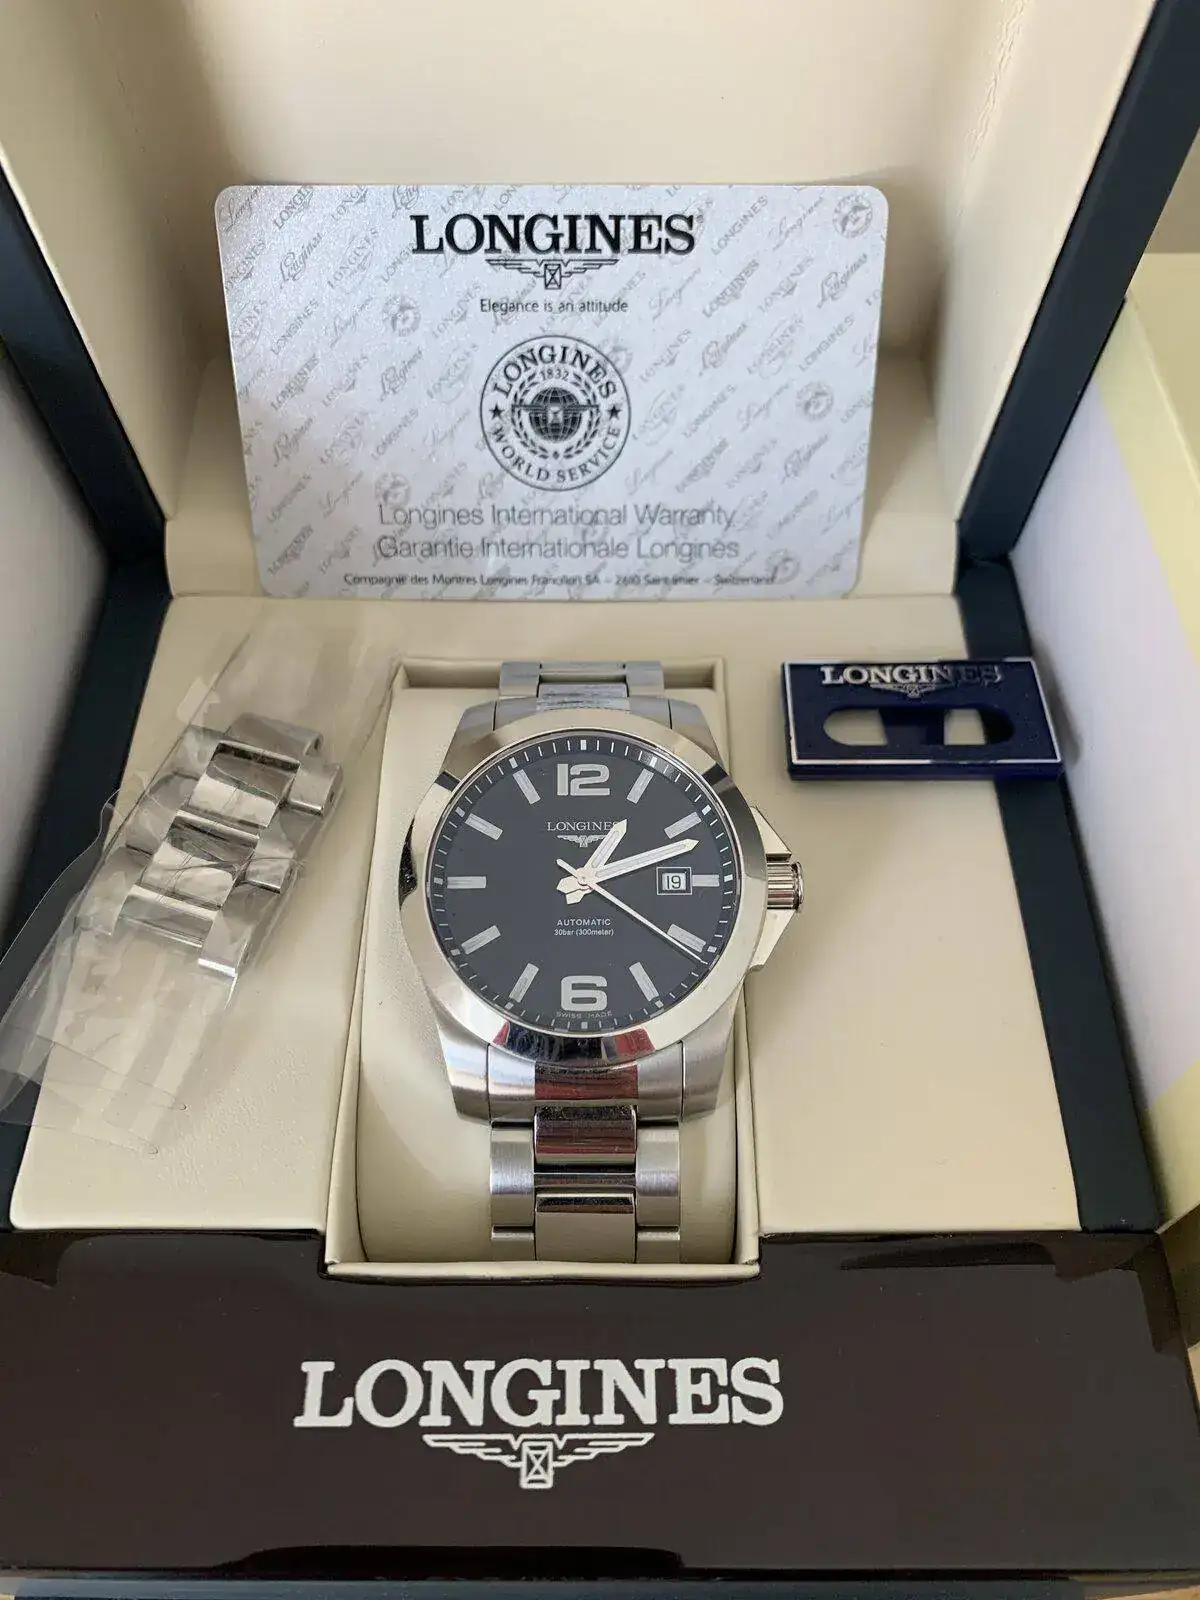 LONGINES
Elegance is an attitude
LONGINES
1832
WORLD SERVICE
Longines International Warranty
Garantie Internationale Longines
Compagnie des Montres Longines Francillon SA – 2610 Saint-Imier – Switzerland
LONGINES
12
LONGINES
19
AUTOMATIC
30bar (300meter)
6
SWISS MADE
LONGINES